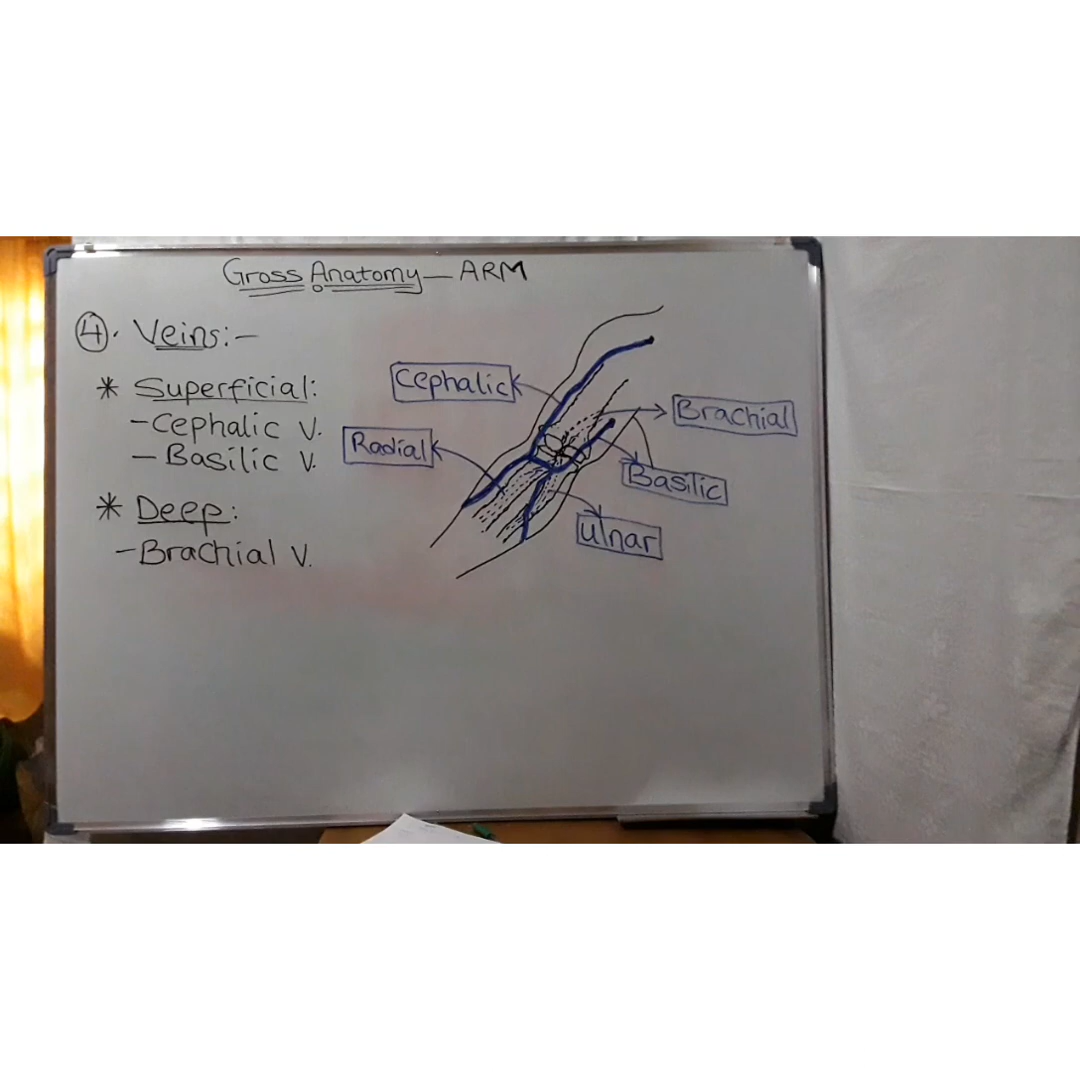 Gross Anatomy — ARM
4. Veins:-
* Superficial:
- Cephalic v.
- Basilic v.
* Deep:
- Brachial v.
Cephalic
Brachial
Radial
Basilic
ulnar